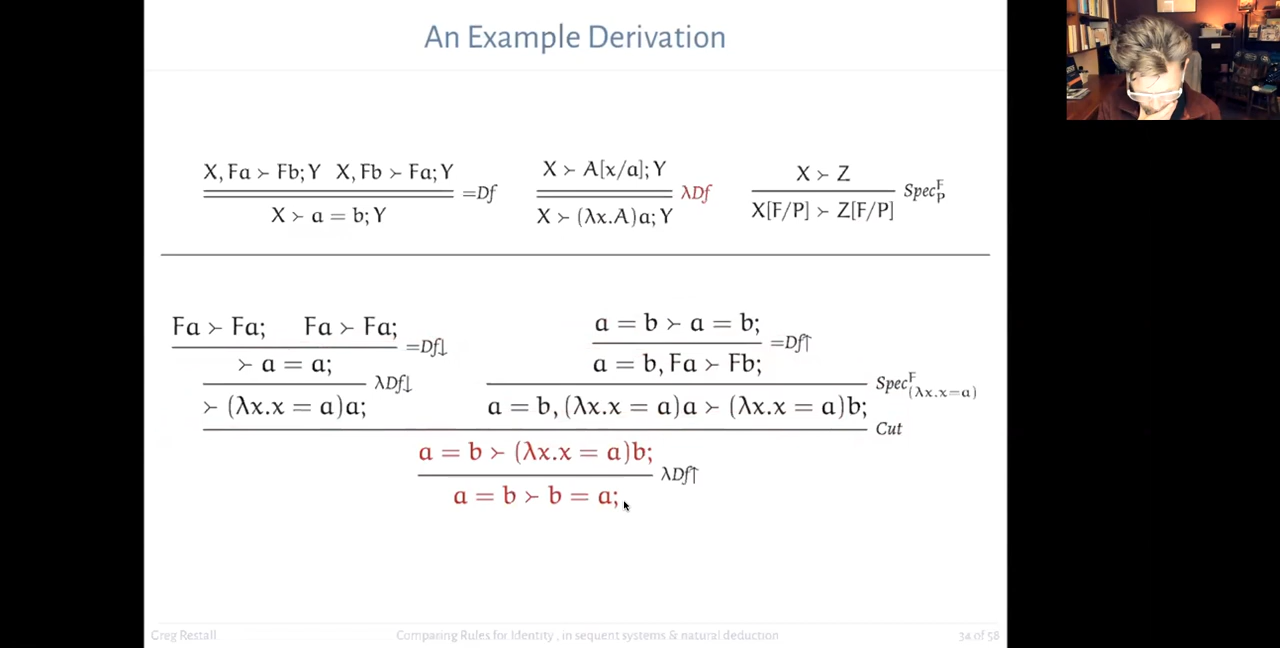 An Example Derivation
X, Fa ≻ Fb; Y X, Fb ≻ Fa; Y
=Df
X ≻ a = b; Y
X ≻ A[x/a]; Y
λDf
X ≻ (λx.A)a; Y
X ≻ Z
Spec^F_P
X[F/P] ≻ Z[F/P]
Fa ≻ Fa; Fa ≻ Fa;
=Df↓
≻ a = a;
λDf↓
≻ (λx.x = a)a;
a = b ≻ a = b;
=Df↑
a = b, Fa ≻ Fb;
Spec^F_(λx.x=a)
a = b, (λx.x = a)a ≻ (λx.x = a)b;
Cut
a = b ≻ (λx.x = a)b;
λDf↑
a = b ≻ b = a;
Greg Restall
Comparing Rules for Identity , in sequent systems & natural deduction
34 of 58